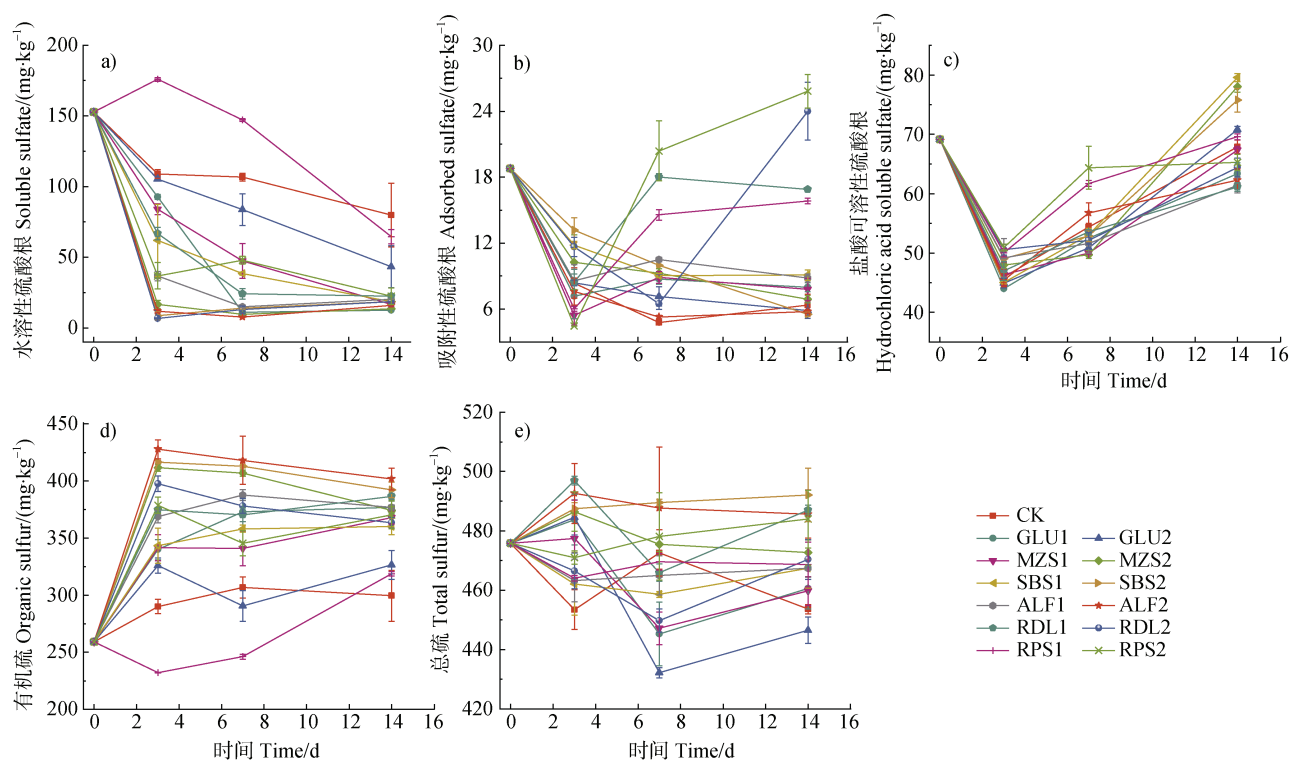 a)
水溶性硫酸根 Soluble sulfate/(mg·kg⁻¹)
200
150
100
50
0
0 2 4 6 8 10 12 14
b)
吸附性硫酸根 Adsorbed sulfate/(mg·kg⁻¹)
30
24
18
12
6
0 2 4 6 8 10 12 14 16
c)
盐酸可溶性硫酸根
Hydrochloric acid soluble sulfate/(mg·kg⁻¹)
80
70
60
50
40
0 2 4 6 8 10 12 14 16
时间 Time/d
d)
有机硫 Organic sulfur/(mg·kg⁻¹)
450
400
350
300
250
200
0 2 4 6 8 10 12 14 16
时间 Time/d
e)
总硫 Total sulfur/(mg·kg⁻¹)
520
500
480
460
440
420
0 2 4 6 8 10 12 14 16
时间 Time/d
CK
GLU1 GLU2
MZS1 MZS2
SBS1 SBS2
ALF1 ALF2
RDL1 RDL2
RPS1 RPS2